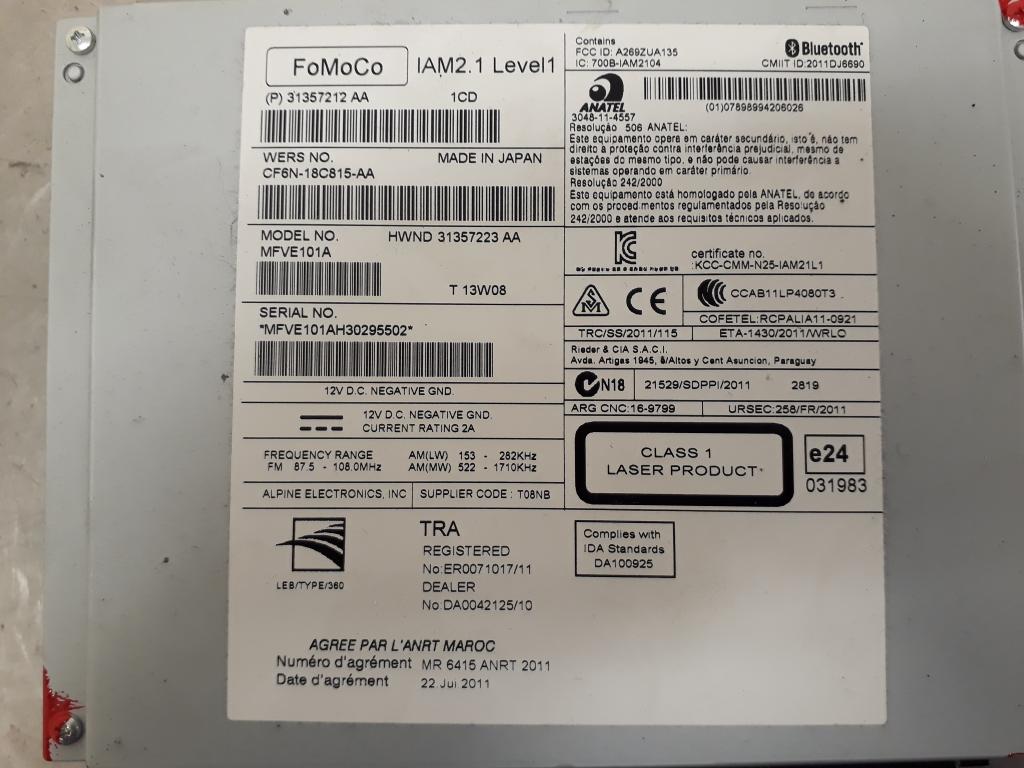 FoMoCo IAM2.1 Level1
(P) 31357212 AA 1CD
WERS NO. MADE IN JAPAN
CF6N-18C815-AA
MODEL NO. HWND 31357223 AA
MFVE101A
T 13W08
SERIAL NO.
*MFVE101AH30295502*
12V D.C. NEGATIVE GND.
12V D.C. NEGATIVE GND.
CURRENT RATING 2A
FREQUENCY RANGE AM(LW) 153 - 282KHz
FM 87.5 - 108.0MHz AM(MW) 522 - 1710KHz
ALPINE ELECTRONICS, INC SUPPLIER CODE : T08NB
Contains
FCC ID: A269ZUA135
IC: 700B-IAM2104
Bluetooth
CMIIT ID:2011DJ6690
ANATEL
(01)07898994206026
3048-11-4557
Resolução 506 ANATEL:
Este equipamento opera em caráter secundário, isto é, não tem
direito à proteção contra interferência prejudicial, mesmo de
estações do mesmo tipo, e não pode causar interferência a
sistemas operando em caráter primário.
Resolução 242/2000
Este equipamento está homologado pela ANATEL, de acordo
com os procedimentos regulamentados pela Resolução
242/2000 e atende aos requisitos técnicos aplicados.
certificate no.
:KCC-CMM-N25-IAM21L1
CE CCAB11LP4080T3
COFETEL:RCPALIA11-0921
TRC/SS/2011/115 ETA-1430/2011/WRLO
Rieder & CIA S.A.C.I.
Avda. Artigas 1945, 6/Altos y Cent Asuncion, Paraguay
N18 21529/SDPPI/2011 2819
ARG CNC:16-9799 URSEC:258/FR/2011
CLASS 1
LASER PRODUCT
e24
031983
LEB/TYPE/360
TRA
REGISTERED
No:ER0071017/11
DEALER
No:DA0042125/10
Complies with
IDA Standards
DA100925
AGREE PAR L'ANRT MAROC
Numéro d'agrément MR 6415 ANRT 2011
Date d'agrément 22.Jui.2011